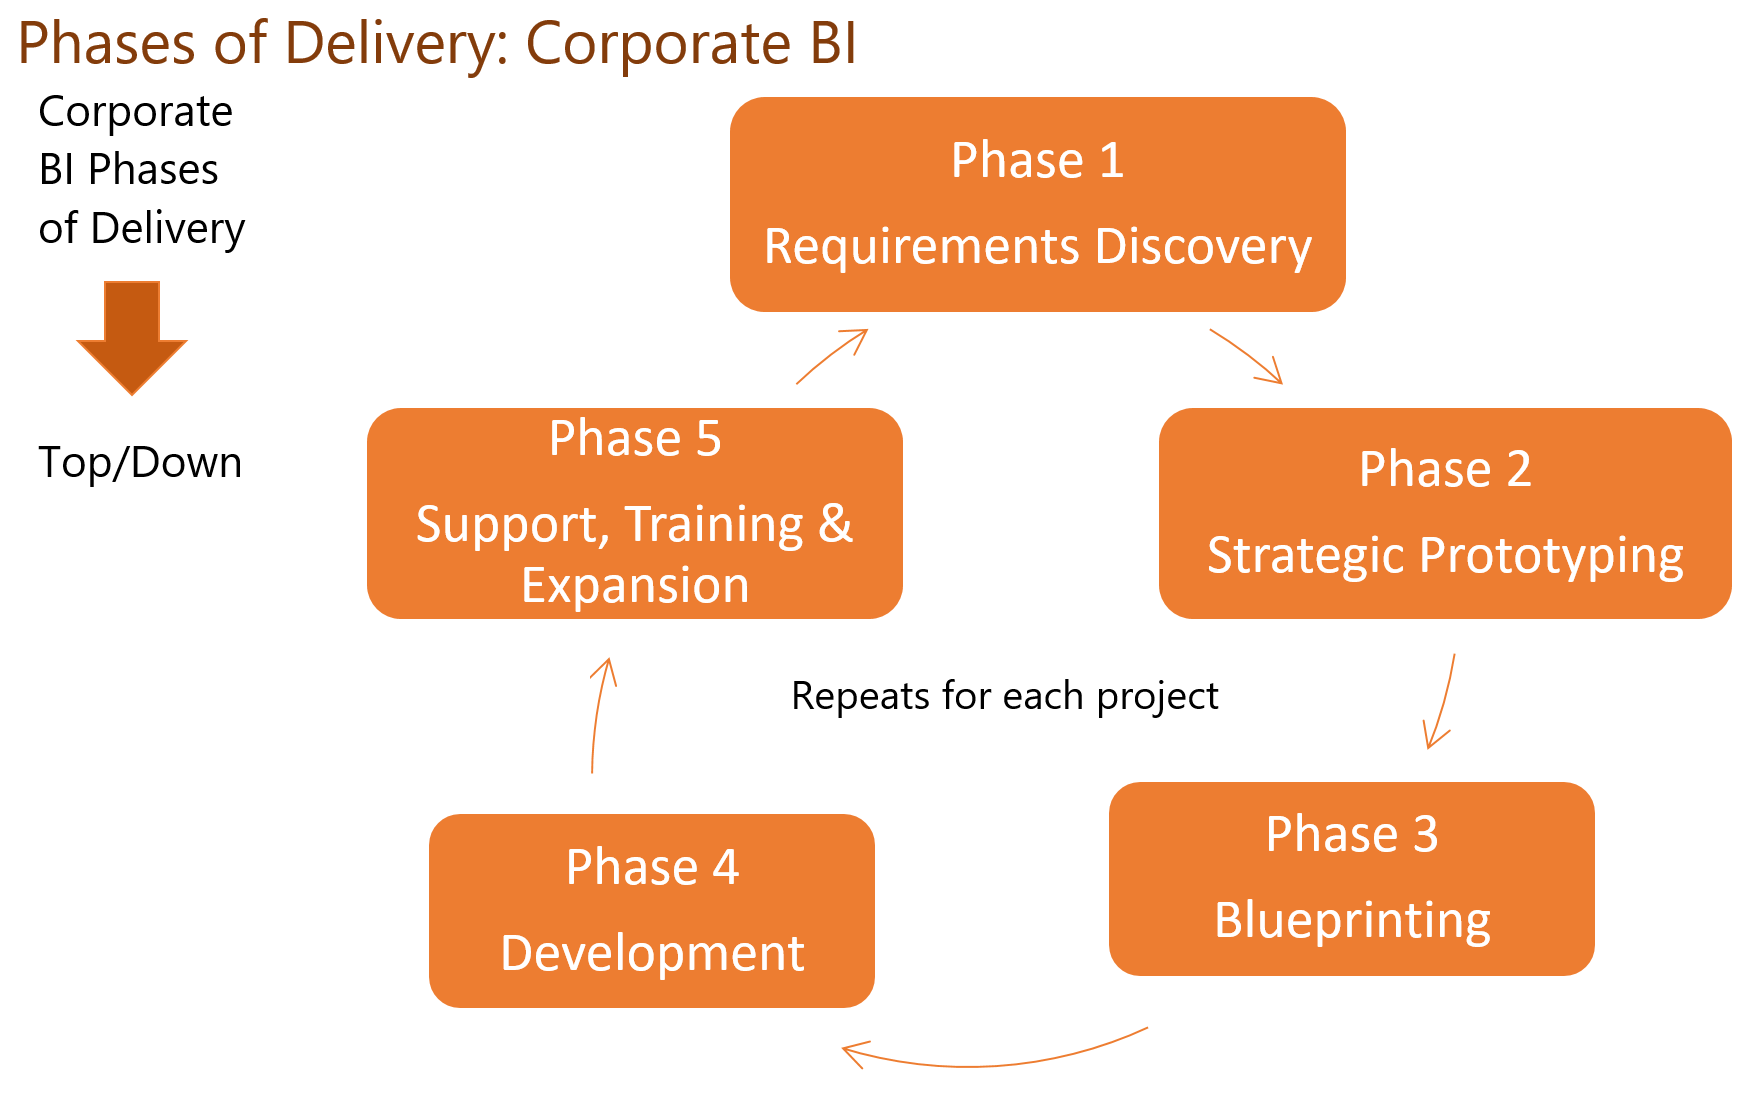 Phases of Delivery: Corporate BI
Corporate
BI Phases
of Delivery
Top/Down
Phase 1
Requirements Discovery
Phase 2
Strategic Prototyping
Phase 3
Blueprinting
Phase 4
Development
Phase 5
Support, Training &
Expansion
Repeats for each project